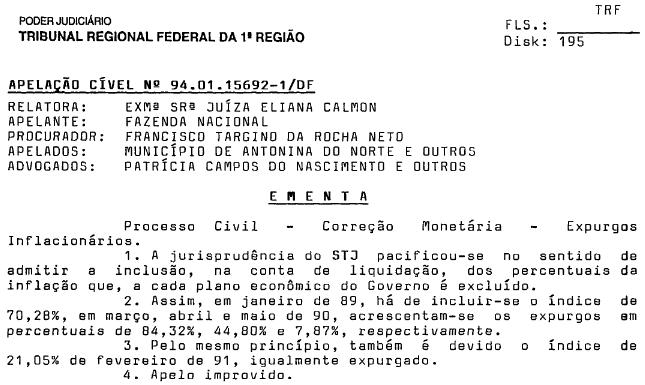 TRF
PODER JUDICIÁRIO
FLS.:
TRIBUNAL REGIONAL FEDERAL DA 1ª REGIÃO
Disk: 195
APELAÇÃO CÍVEL Nº 94.01.15692-1/DF
RELATORA: EXMª SRª JUÍZA ELIANA CALMON
APELANTE: FAZENDA NACIONAL
PROCURADOR: FRANCISCO TARGINO DA ROCHA NETO
APELADOS: MUNICÍPIO DE ANTONINA DO NORTE E OUTROS
ADVOGADOS: PATRÍCIA CAMPOS DO NASCIMENTO E OUTROS
E M E N T A
Processo Civil - Correção Monetária - Expurgos
Inflacionários.
1. A jurisprudência do STJ pacificou-se no sentido de
admitir a inclusão, na conta de liquidação, dos percentuais da
inflação que, a cada plano econômico do Governo é excluído.
2. Assim, em janeiro de 89, há de incluir-se o índice de
70,28%, em março, abril e maio de 90, acrescentam-se os expurgos em
percentuais de 84,32%, 44,80% e 7,87%, respectivamente.
3. Pelo mesmo princípio, também é devido o índice de
21,05% de fevereiro de 91, igualmente expurgado.
4. Apelo improvido.